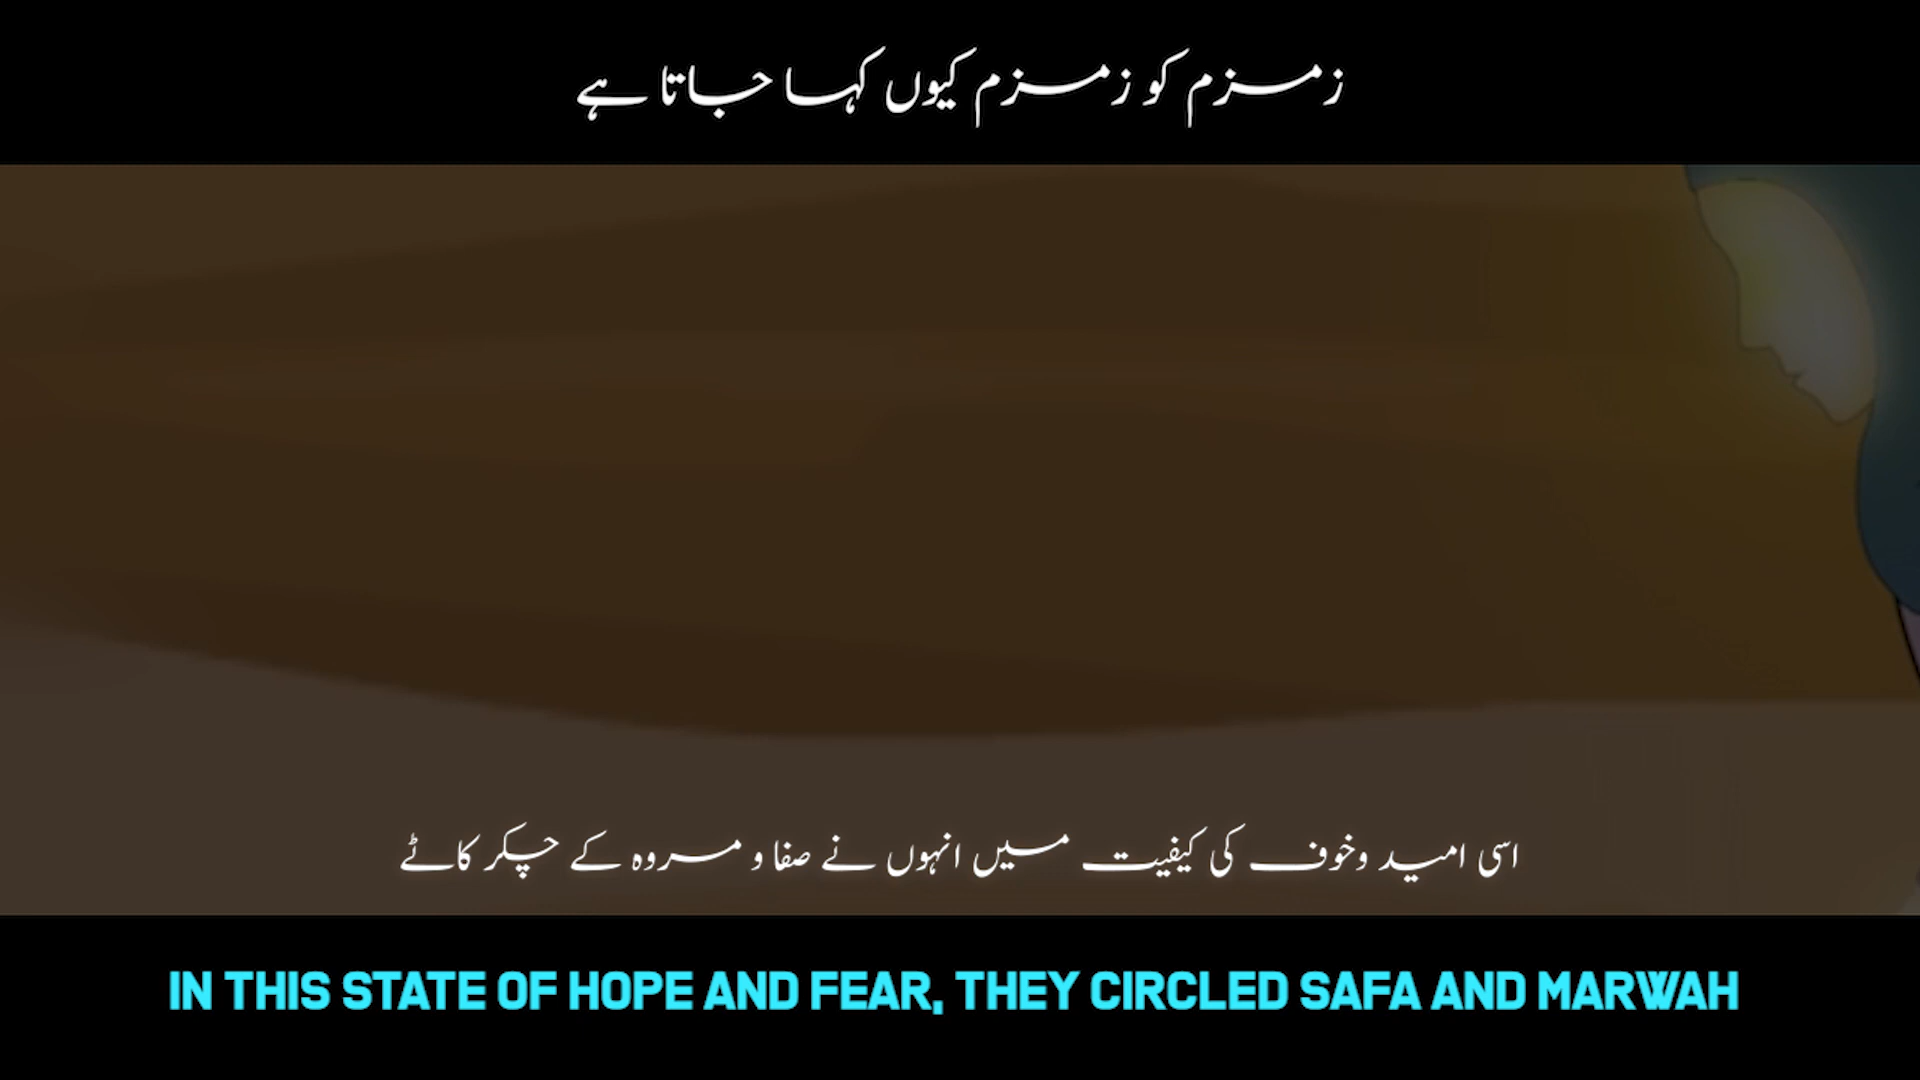 زمزم کو زمزم کیوں کہا جاتا ہے
اسی امید وخوف کی کیفیت میں انہوں نے صفا و مروہ کے چکر کاٹے
IN THIS STATE OF HOPE AND FEAR, THEY CIRCLED SAFA AND MARWAH